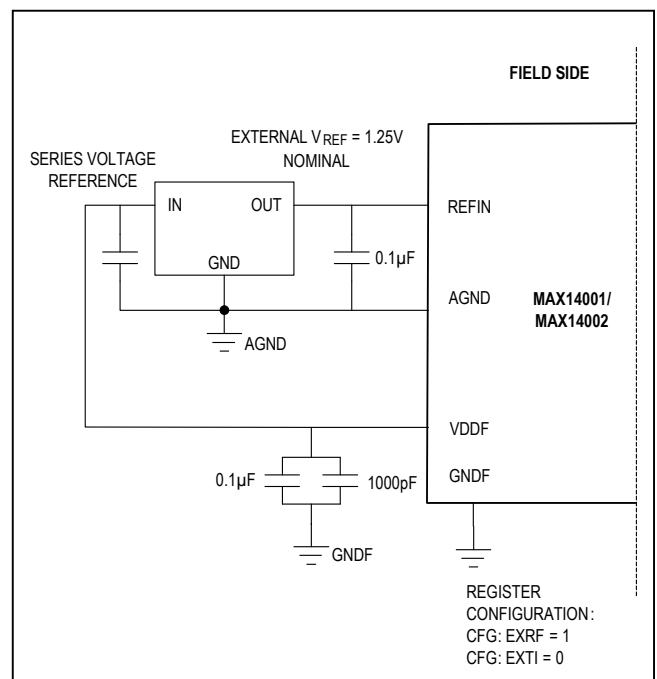 FIELD SIDE
EXTERNAL VREF = 1.25V
NOMINAL
SERIES VOLTAGE
REFERENCE
IN
OUT
GND
REFIN
0.1µF
AGND
AGND
MAX14001/
MAX14002
VDDF
GNDF
0.1µF
1000pF
GNDF
REGISTER
CONFIGURATION:
CFG: EXRF = 1
CFG: EXTI = 0